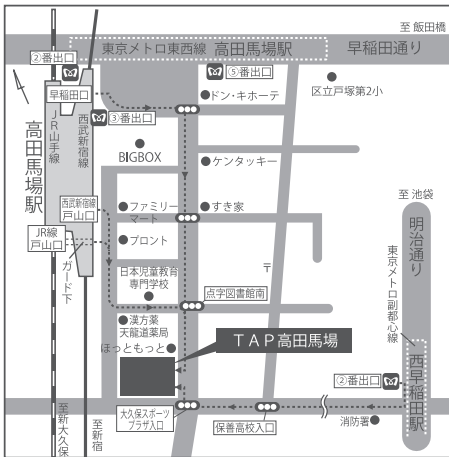 至 飯田橋
②番出口
東京メトロ東西線 高田馬場駅
早稲田通り
⑤番出口
早稲田口
ドン・キホーテ
区立戸塚第2小
③番出口
高田馬場駅
JR山手線
西武新宿線
BIGBOX
ケンタッキー
西武新宿線
戸山口
ファミリー
マート
すき家
至 池袋
明治通り
JR線
戸山口
プロント
東京メトロ副都心線
ガード下
日本児童教育
専門学校
〒
点字図書館南
漢方薬
天龍道薬局
ほっともっと
TAP高田馬場
②番出口
西早稲田駅
至新大久保
至新宿
大久保スポーツ
プラザ入口
保善高校入口
消防署